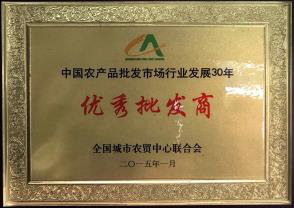 中国农产品批发市场行业发展30年
优秀批发商
全国城市农贸中心联合会
二〇一五年一月